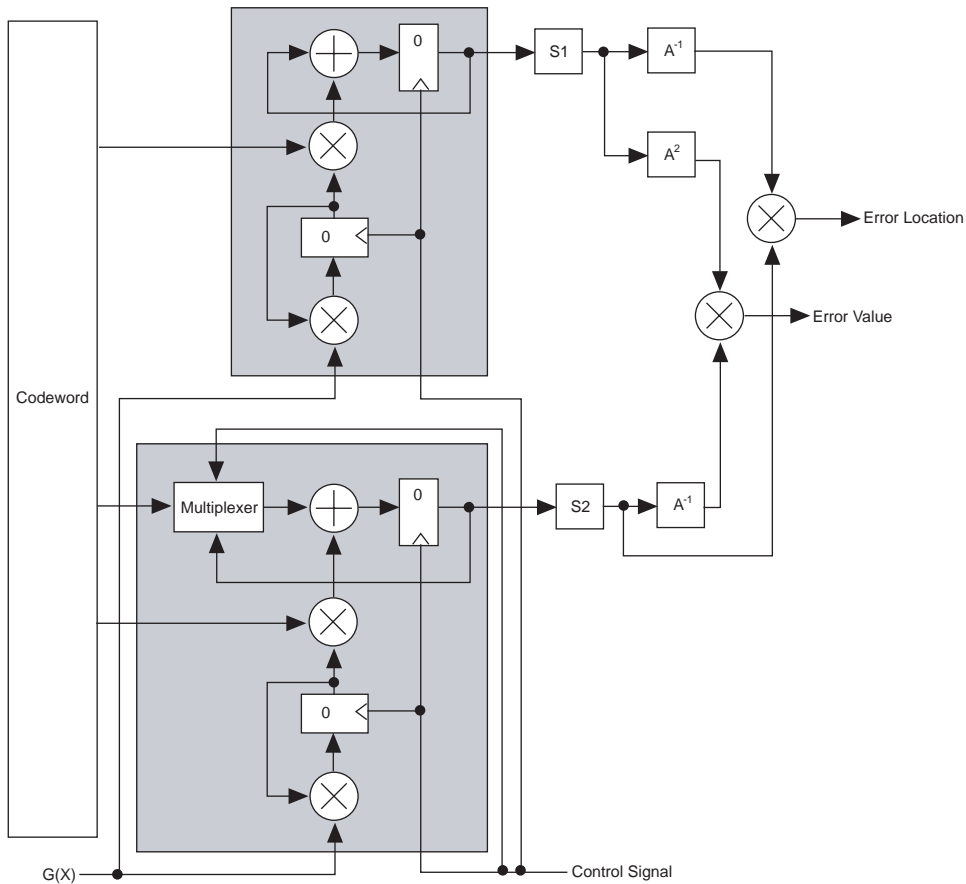 0
S1
A⁻¹
A²
0
Error Location
Error Value
Codeword
Multiplexer
0
S2
A⁻¹
0
G(X)
Control Signal